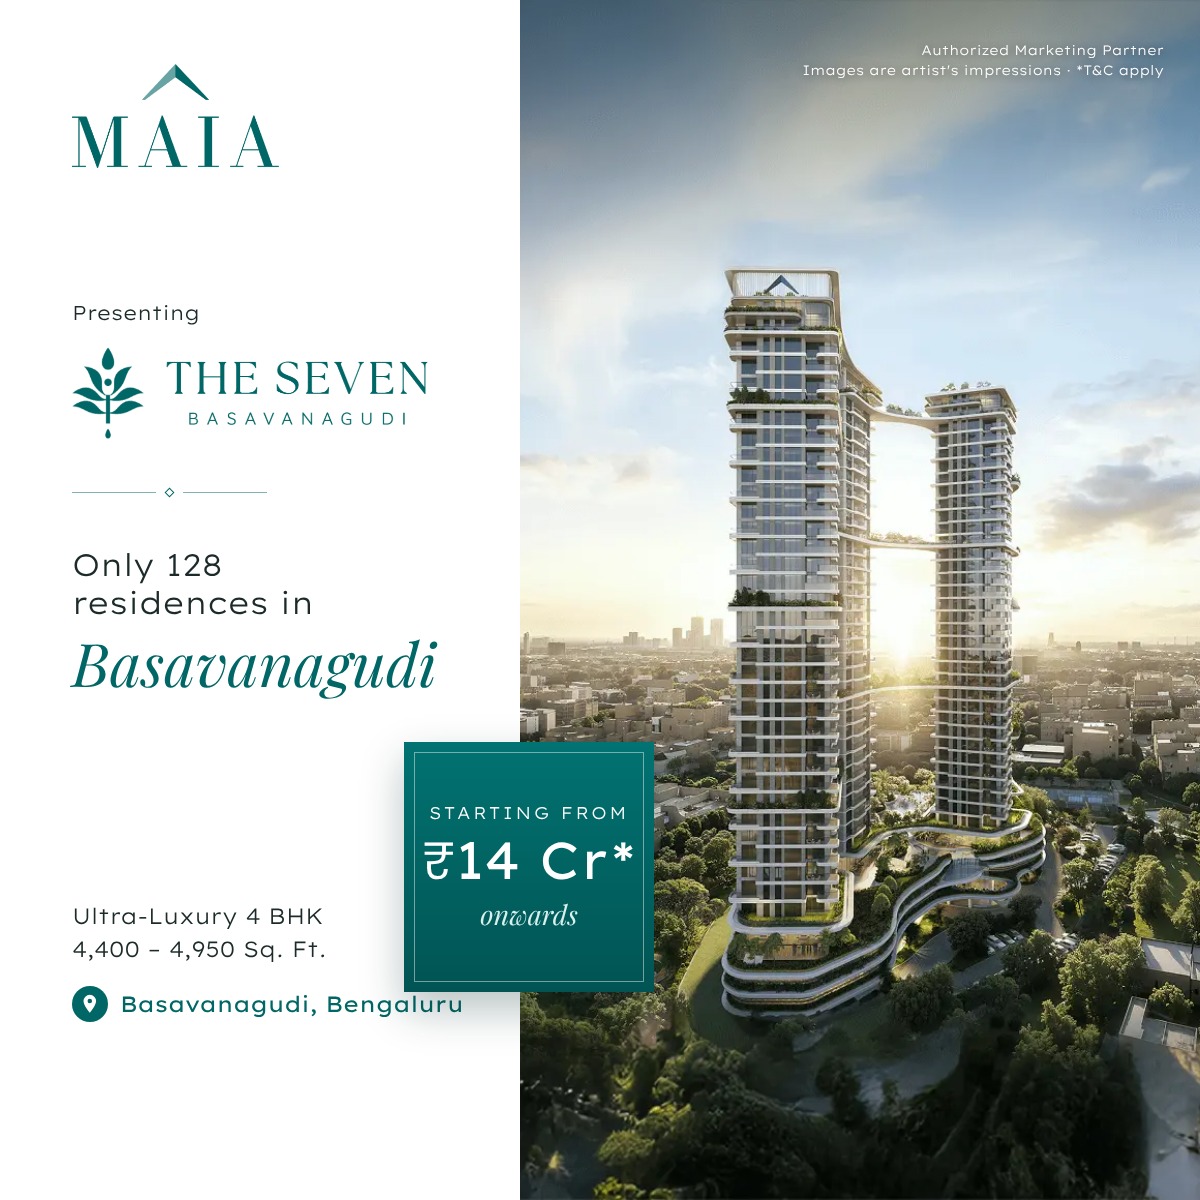 MAIA
Presenting
THE SEVEN
BASAVANAGUDI
Only 128
residences in
Basavanagudi
STARTING FROM
₹14 Cr*
onwards
Ultra-Luxury 4 BHK
4,400 – 4,950 Sq. Ft.
Basavanagudi, Bengaluru
Authorized Marketing Partner
Images are artist's impressions · *T&C apply